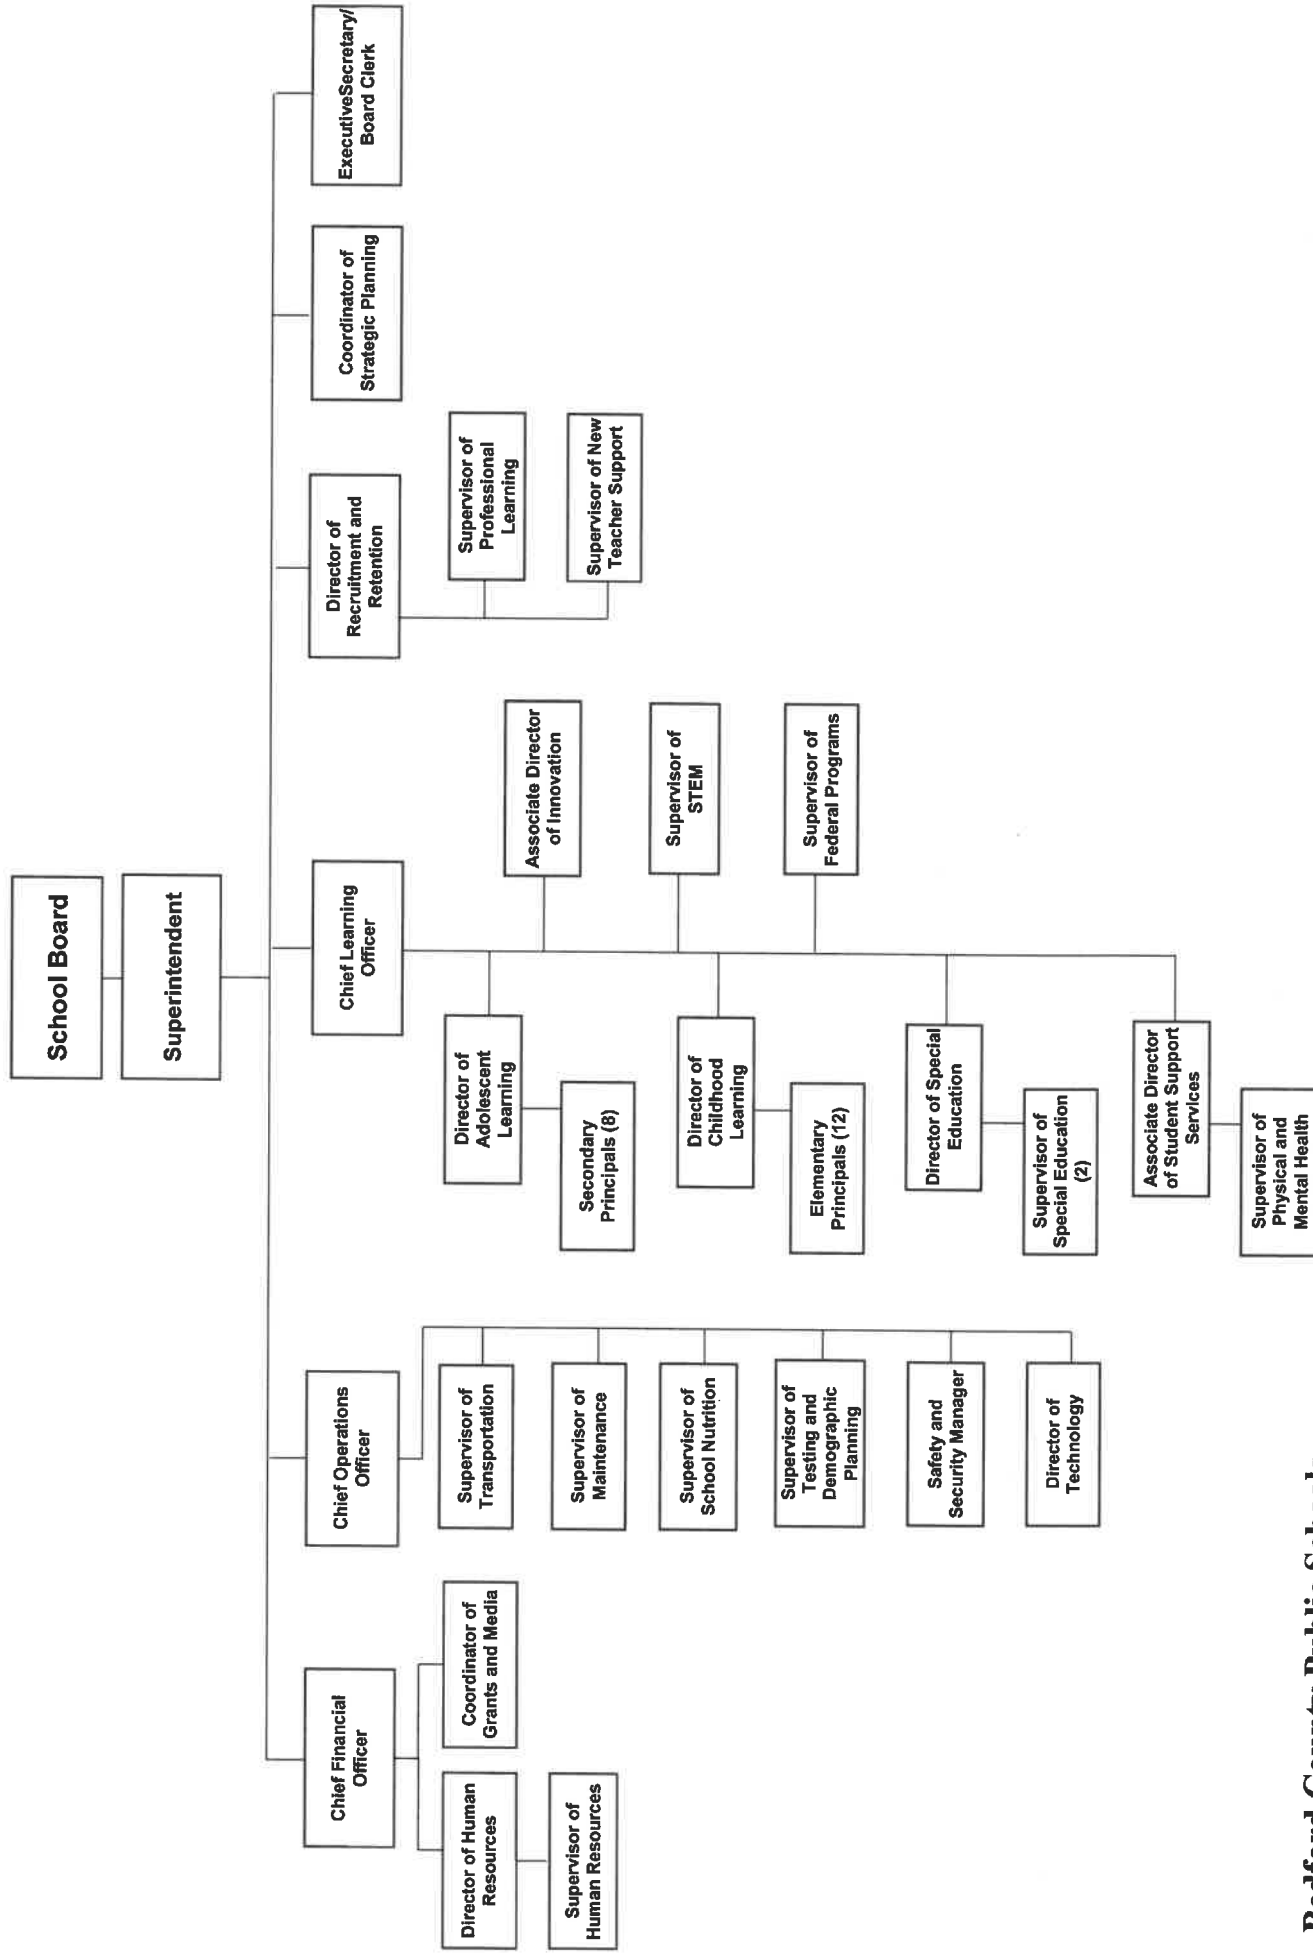 School Board
Superintendent
Chief Financial
Officer
Chief Operations
Officer
Chief Learning
Officer
Director of
Recruitment and
Retention
Coordinator of
Strategic Planning
ExecutiveSecretary/
Board Clerk
Director of Human
Resources
Supervisor of
Human Resources
Coordinator of
Grants and Media
Supervisor of
Transportation
Supervisor of
Maintenance
Supervisor of
School Nutrition
Supervisor of
Testing and
Demographic
Planning
Safety and
Security Manager
Director of
Technology
Director of
Adolescent
Learning
Secondary
Principals (8)
Director of
Childhood
Learning
Elementary
Principals (12)
Director of Special
Education
Supervisor of
Special Education
(2)
Associate Director
of Student Support
Services
Supervisor of
Physical and
Mental Health
Associate Director
of Innovation
Supervisor of
STEM
Supervisor of
Federal Programs
Supervisor of
Professional
Learning
Supervisor of New
Teacher Support
County Public Schools